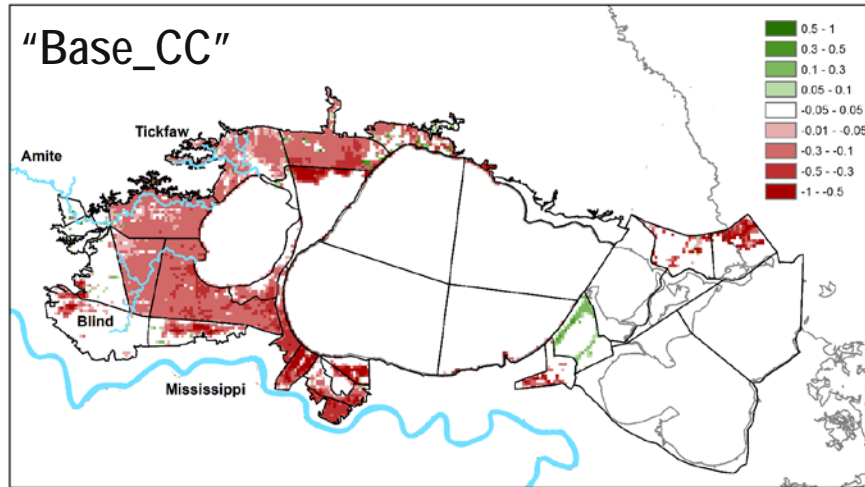 “Base_CC”
0.5 - 1
0.3 - 0.5
0.1 - 0.3
0.05 - 0.1
-0.05 - 0.05
-0.01 - -0.05
-0.3 - -0.1
-0.5 - -0.3
-1 - -0.5
Tickfaw
Amite
Blind
Mississippi